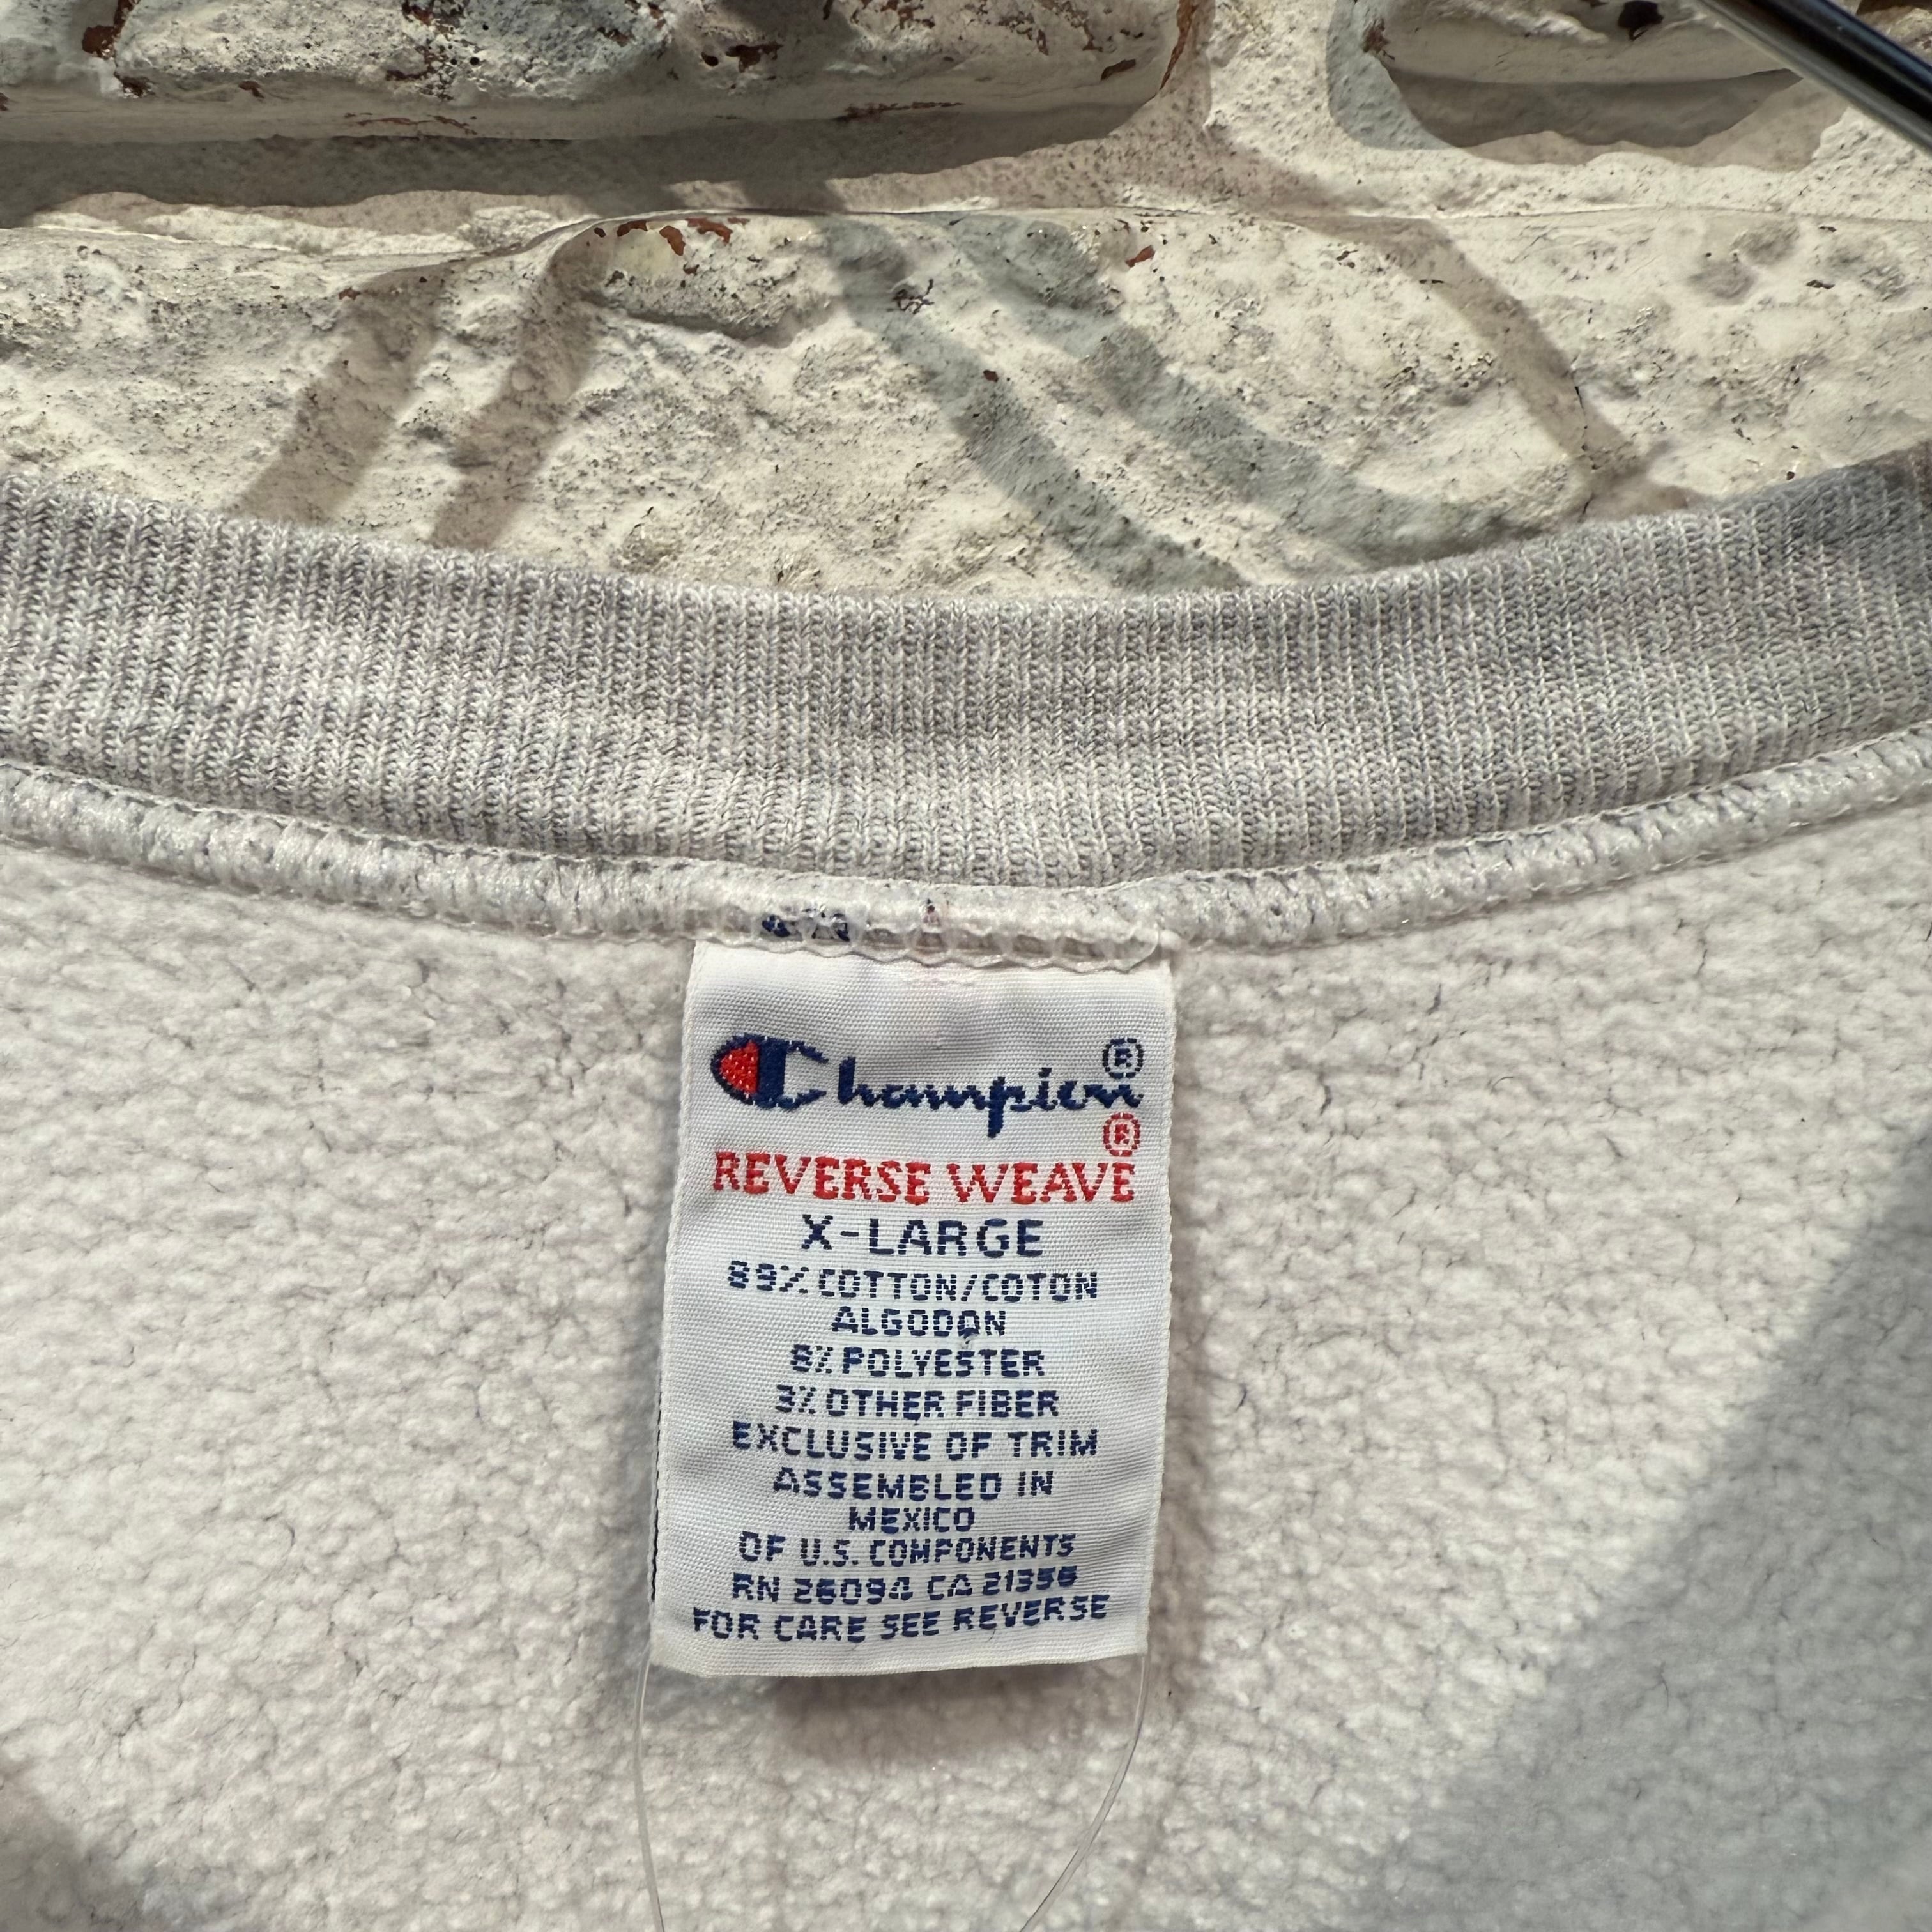 Champion®
®
REVERSE WEAVE
X-LARGE
89% COTTON/COTON
ALGODON
8% POLYESTER
3% OTHER FIBER
EXCLUSIVE OF TRIM
ASSEMBLED IN
MEXICO
OF U.S. COMPONENTS
RN 26094 CA 21356
FOR CARE SEE REVERSE